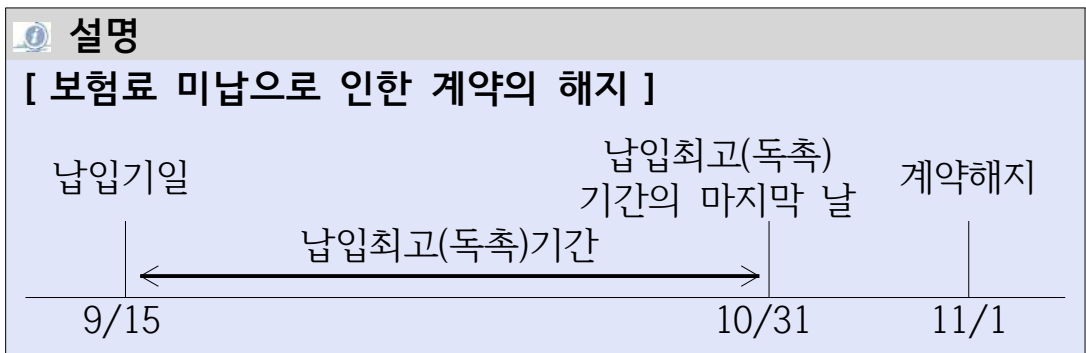 설명
[ 보험료 미납으로 인한 계약의 해지 ]
납입기일
납입최고(독촉)
기간의 마지막 날
계약해지
납입최고(독촉)기간
9/15
10/31
11/1